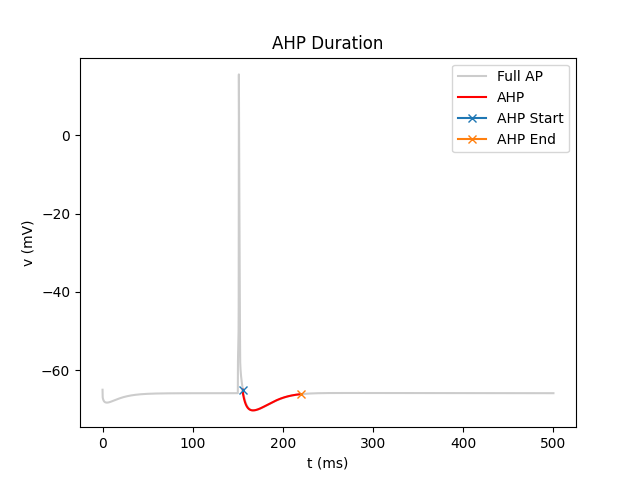 AHP Duration
Full AP
AHP
AHP Start
AHP End
v (mV)
0
−20
−40
−60
0
100
200
300
400
500
t (ms)